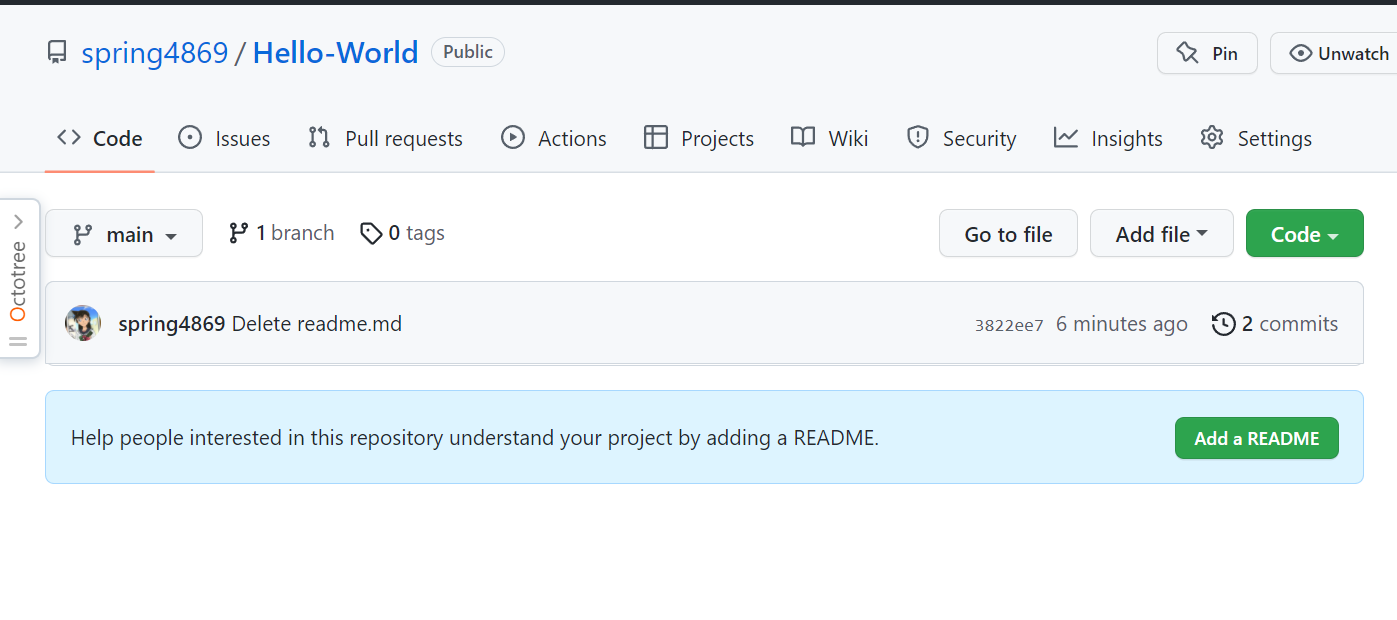 spring4869 / Hello-World Public
Pin
Unwatch
Code Issues Pull requests Actions Projects Wiki Security Insights Settings
Octotree
main 1 branch 0 tags
Go to file Add file Code
spring4869 Delete readme.md 3822ee7 6 minutes ago 2 commits
Help people interested in this repository understand your project by adding a README. Add a README